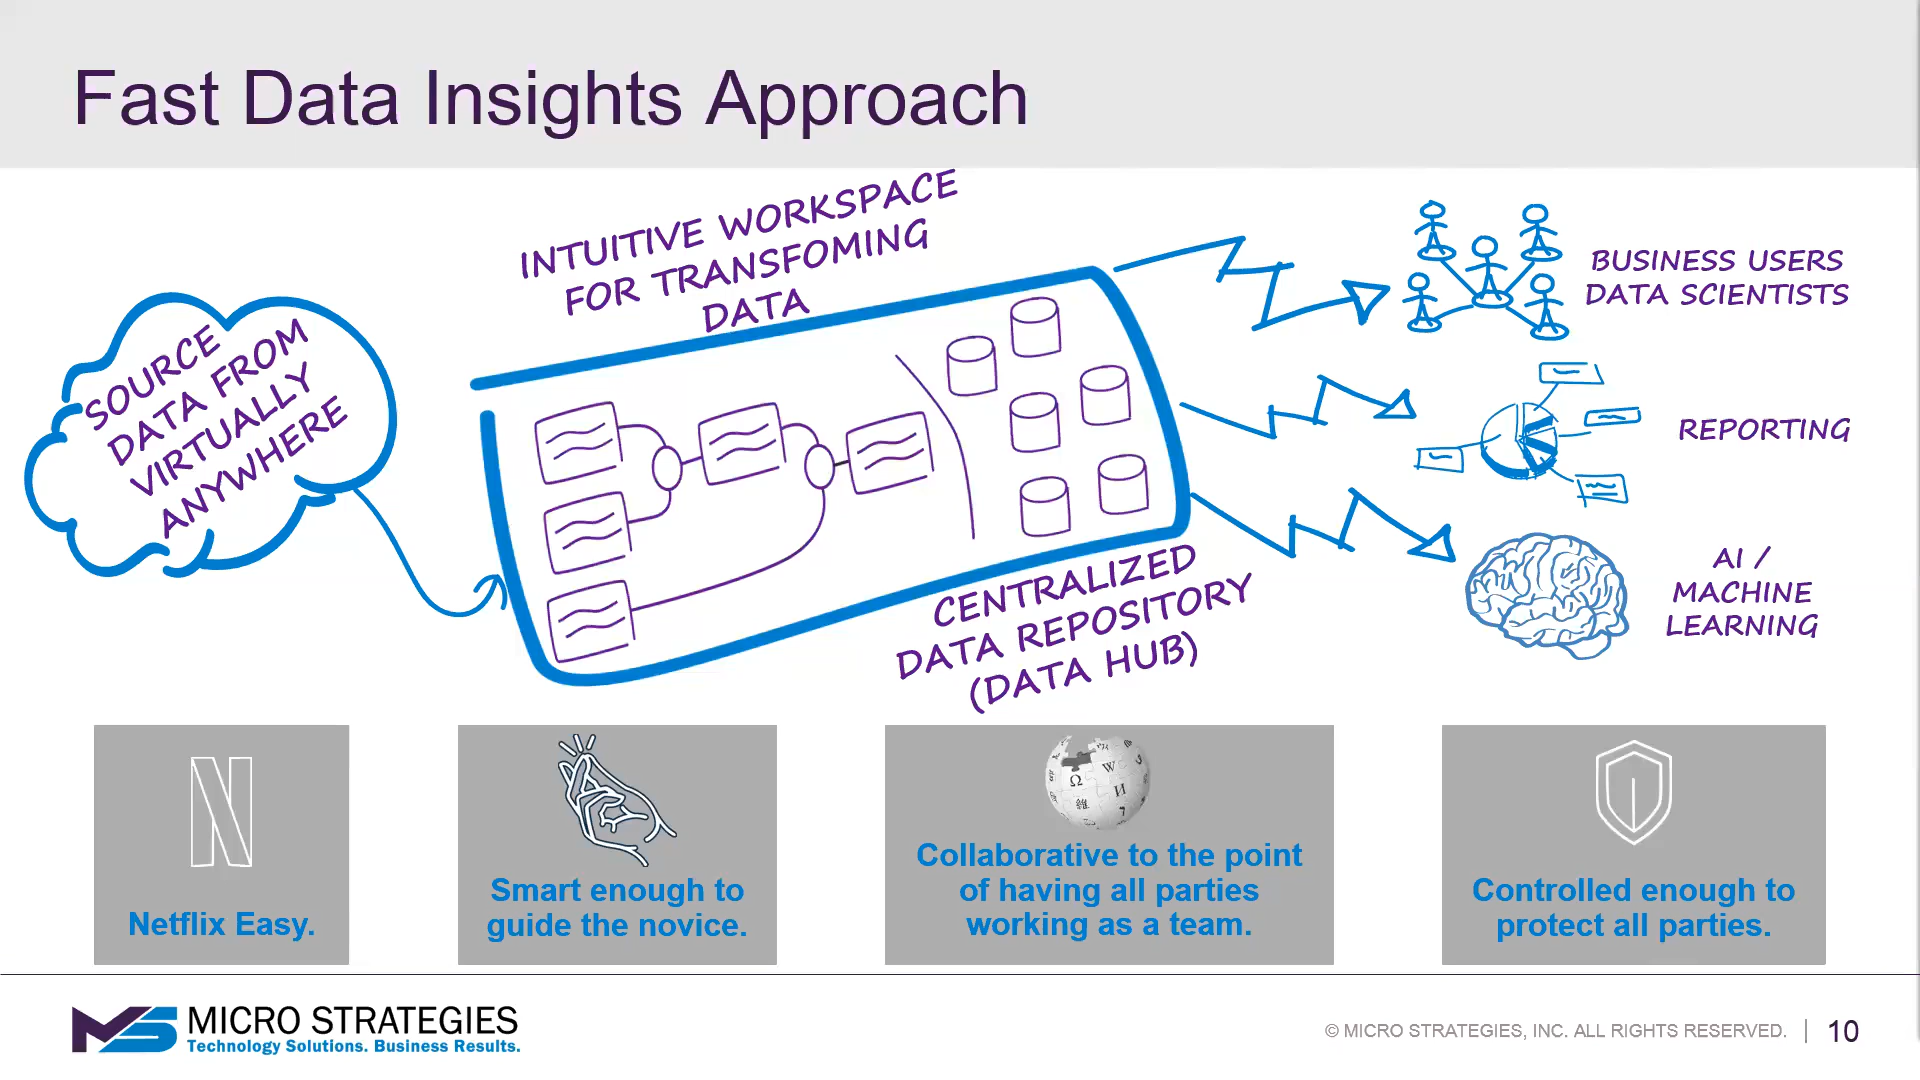 Fast Data Insights Approach
SOURCE
DATA FROM
VIRTUALLY
ANYWHERE
INTUITIVE WORKSPACE
FOR TRANSFOMING
DATA
CENTRALIZED
DATA REPOSITORY
(DATA HUB)
BUSINESS USERS
DATA SCIENTISTS
REPORTING
AI /
MACHINE
LEARNING
N
Netflix Easy.
Smart enough to
guide the novice.
Ω W И 維
Collaborative to the point
of having all parties
working as a team.
Controlled enough to
protect all parties.
MS MICRO STRATEGIES
Technology Solutions. Business Results.
© MICRO STRATEGIES, INC. ALL RIGHTS RESERVED. | 10